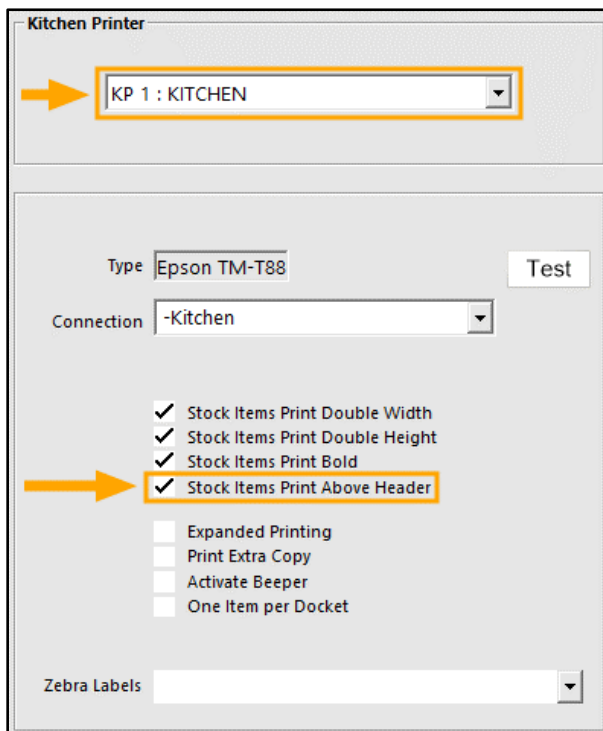 Kitchen Printer
KP 1 : KITCHEN
Type Epson TM-T88 Test
Connection -Kitchen
Stock Items Print Double Width
Stock Items Print Double Height
Stock Items Print Bold
Stock Items Print Above Header
Expanded Printing
Print Extra Copy
Activate Beeper
One Item per Docket
Zebra Labels